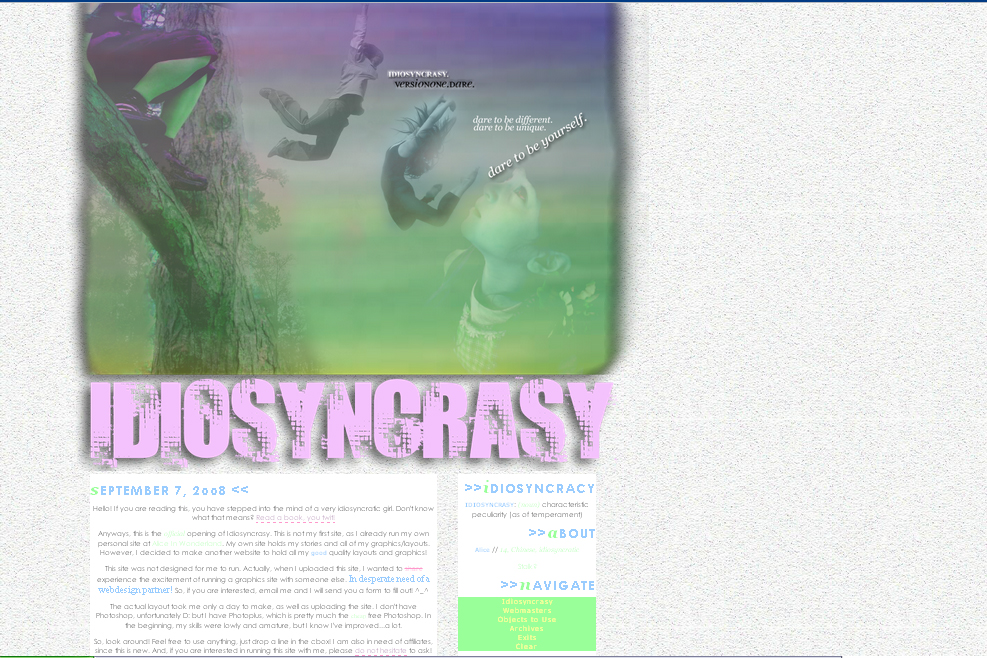 IDIOSYNCRASY.
versionone.dare.
dare to be different.
dare to be unique.
dare to be yourself.
IDIOSYNCRASY
sEPTEMBER 7, 2008 <<
Hello! If you are reading this, you have stepped into the mind of a very idiosyncratic girl. Don't know
what that means? Read a book, you twit!
Anyways, this is the official opening of Idiosyncrasy. This is not my first site, as I already run my own
personal site at My own site holds my stories and all of my graphics/layouts.
However, I decided to make another website to hold all my good quality layouts and graphics!
This site was not designed for me to run. Actually, when I uploaded this site, I wanted to
experience the excitement of running a graphics site with someone else. In desperate need of a
webdesign partner! So, if you are interested, email me and I will send you a form to fill out! ^_^
The actual layout took me only a day to make, as well as uploading the site. I don't have
Photoshop, unfortunately D: but I have Photoplus, which is pretty much the free Photoshop. In
the beginning, my skills were lowly and amature, but I know I've improved...a lot.
So, look around! Feel free to use anything, just drop a line in the cbox! I am also in need of affiliates,
since this is new. And, if you are interested in running this site with me, please do not hesitate to ask!
>>iDIOSYNCRACY
IDIOSYNCRASY: characteristic
peculiarity (as of temperament)
>>aBOUT
//
>>nAVIGATE
Idiosyncrasy
Webmasters
Objects to Use
Archives
Exits
Clear